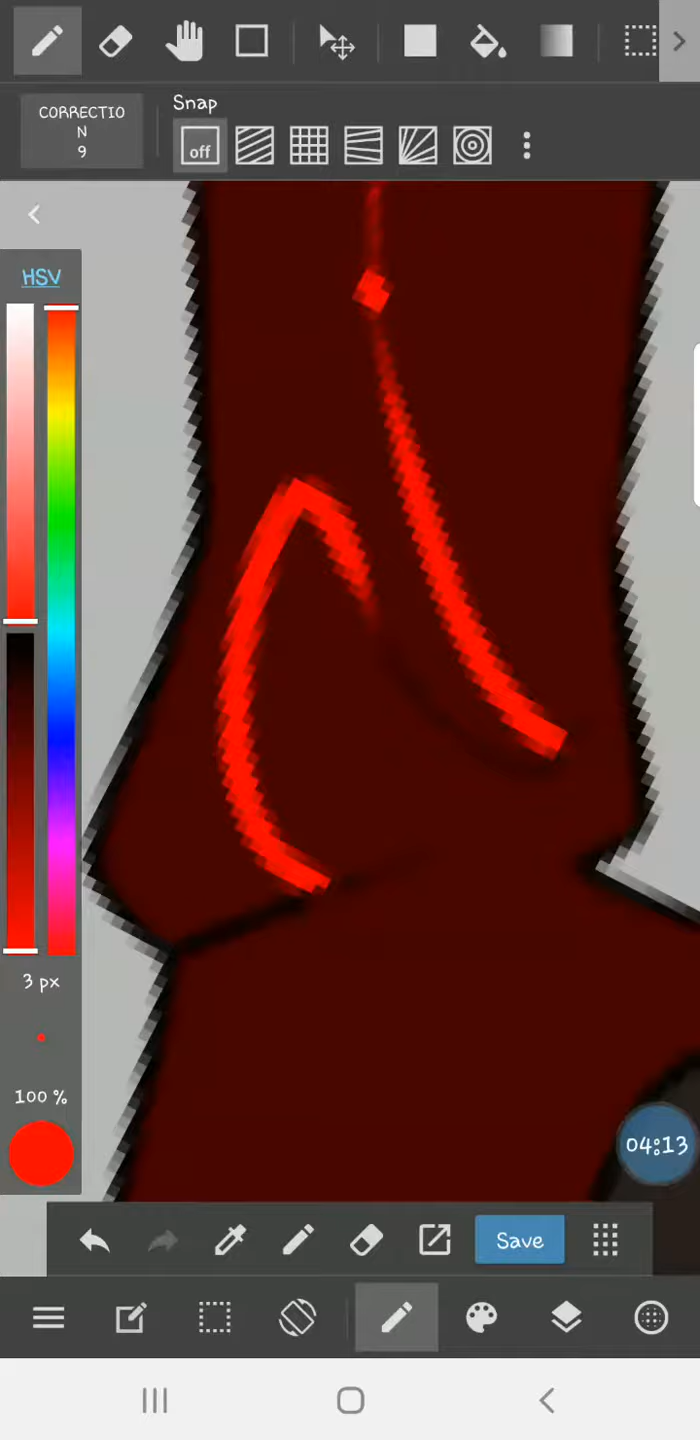 Snap
CORRECTIO
N
9
off
HSV
3 px
100 %
04:13
Save